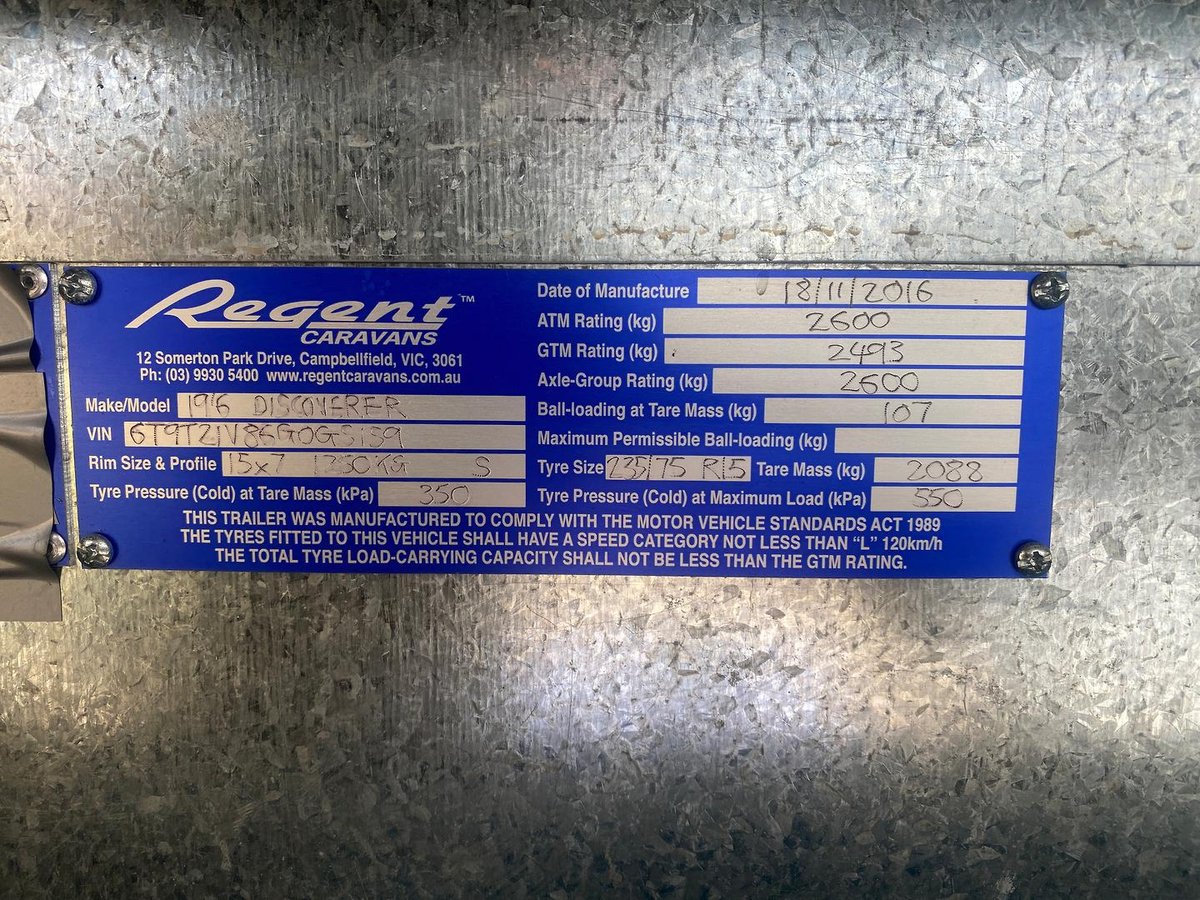 Regent™
CARAVANS
12 Somerton Park Drive, Campbellfield, VIC, 3061
Ph: (03) 9930 5400 www.regentcaravans.com.au
Make/Model 196 DISCOVERER
VIN 6T9T21V86G0GS159
Rim Size & Profile 15x7 1250KG S
Tyre Pressure (Cold) at Tare Mass (kPa) 350
Date of Manufacture 18/11/2016
ATM Rating (kg) 2600
GTM Rating (kg) 2493
Axle-Group Rating (kg) 2600
Ball-loading at Tare Mass (kg) 107
Maximum Permissible Ball-loading (kg)
Tyre Size 235/75 R15 Tare Mass (kg) 2088
Tyre Pressure (Cold) at Maximum Load (kPa) 550
THIS TRAILER WAS MANUFACTURED TO COMPLY WITH THE MOTOR VEHICLE STANDARDS ACT 1989
THE TYRES FITTED TO THIS VEHICLE SHALL HAVE A SPEED CATEGORY NOT LESS THAN "L" 120km/h
THE TOTAL TYRE LOAD-CARRYING CAPACITY SHALL NOT BE LESS THAN THE GTM RATING.